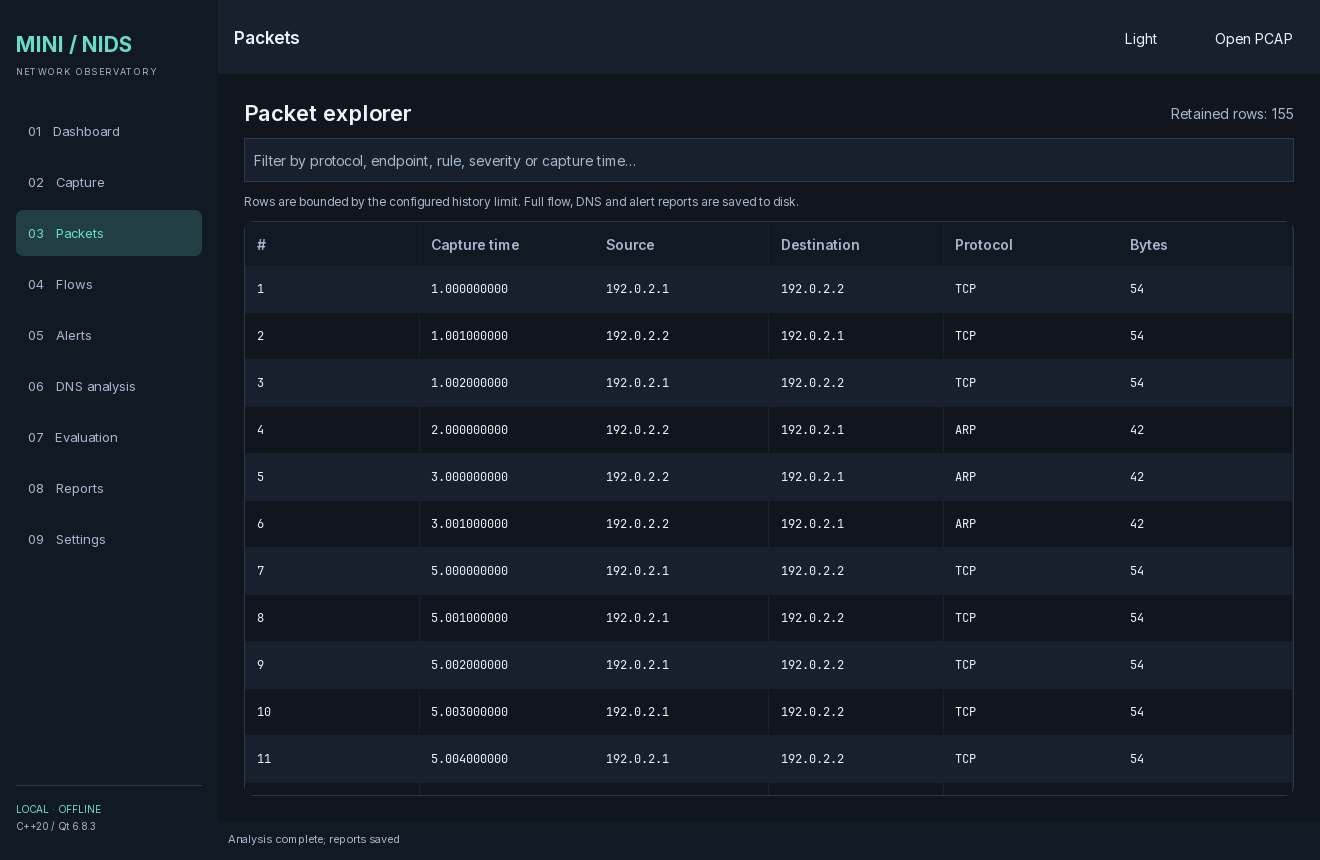 MINI / NIDS
NETWORK OBSERVATORY
01 Dashboard
02 Capture
03 Packets
04 Flows
05 Alerts
06 DNS analysis
07 Evaluation
08 Reports
09 Settings
LOCAL · OFFLINE
C++20 / Qt 6.8.3
Packets Light Open PCAP
Packet explorer Retained rows: 155
Filter by protocol, endpoint, rule, severity or capture time...
Rows are bounded by the configured history limit. Full flow, DNS and alert reports are saved to disk.
# Capture time Source Destination Protocol Bytes
1 1.000000000 192.0.2.1 192.0.2.2 TCP 54
2 1.001000000 192.0.2.2 192.0.2.1 TCP 54
3 1.002000000 192.0.2.1 192.0.2.2 TCP 54
4 2.000000000 192.0.2.2 192.0.2.1 ARP 42
5 3.000000000 192.0.2.2 192.0.2.1 ARP 42
6 3.001000000 192.0.2.2 192.0.2.1 ARP 42
7 5.000000000 192.0.2.1 192.0.2.2 TCP 54
8 5.001000000 192.0.2.1 192.0.2.2 TCP 54
9 5.002000000 192.0.2.1 192.0.2.2 TCP 54
10 5.003000000 192.0.2.1 192.0.2.2 TCP 54
11 5.004000000 192.0.2.1 192.0.2.2 TCP 54
Analysis complete; reports saved